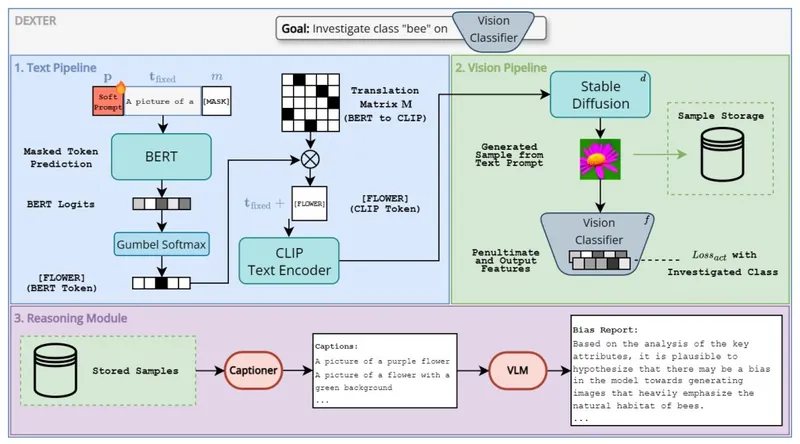 DEXTER
Goal: Investigate class "bee" on
Vision
Classifier
1. Text Pipeline
p
t_fixed
m
Soft
Prompt
A picture of a
[MASK]
Masked Token
Prediction
BERT
BERT Logits
Gumbel Softmax
[FLOWER]
(BERT Token)
Translation
Matrix M
(BERT to CLIP)
t_fixed +
[FLOWER]
[FLOWER]
(CLIP Token)
CLIP
Text Encoder
2. Vision Pipeline
Stable
Diffusion
d
Generated
Sample from
Text Prompt
Sample Storage
Vision
Classifier
f
Penultimate
and Output
Features
Loss_act with
Investigated Class
3. Reasoning Module
Stored Samples
Captioner
Captions:
A picture of a purple flower
A picture of a flower with a
green background
...
VLM
Bias Report:
Based on the analysis of the key
attributes, it is plausible to
hypothesize that there may be a bias
in the model towards generating
images that heavily emphasize the
natural habitat of bees.
...